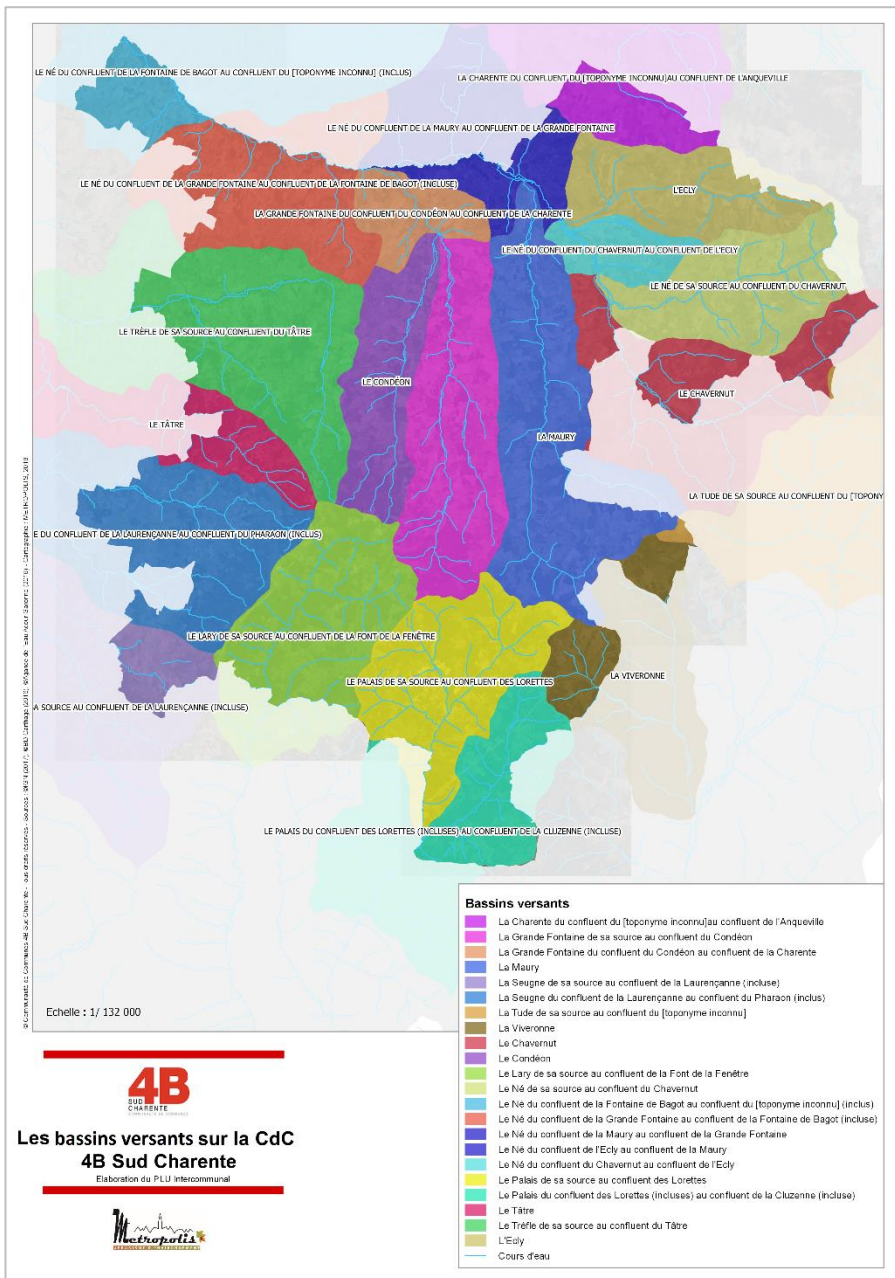 LE NÉ DU CONFLUENT DE LA FONTAINE DE BAGOT AU CONFLUENT DU [TOPONYME INCONNU] (INCLUS)
LA CHARENTE DU CONFLUENT DU [TOPONYME INCONNU]AU CONFLUENT DE L'ANQUEVILLE
LE NÉ DU CONFLUENT DE LA MAURY AU CONFLUENT DE LA GRANDE FONTAINE
LE NÉ DU CONFLUENT DE LA GRANDE FONTAINE AU CONFLUENT DE LA FONTAINE DE BAGOT (INCLUSE)
L'ECLY
LA GRANDE FONTAINE DU CONFLUENT DU CONDÉON AU CONFLUENT DE LA CHARENTE
LE NÉ DU CONFLUENT DU CHAVERNUT AU CONFLUENT DE L'ECLY
LE NÉ DE SA SOURCE AU CONFLUENT DU CHAVERNUT
LE TRÈFLE DE SA SOURCE AU CONFLUENT DU TÂTRE
LE CONDÉON
LE CHAVERNUT
LE TÂTRE
LA MAURY
LA TUDE DE SA SOURCE AU CONFLUENT DU [TOPONY
E DU CONFLUENT DE LA LAURENÇANNE AU CONFLUENT DU PHARAON (INCLUS)
LE LARY DE SA SOURCE AU CONFLUENT DE LA FONT DE LA FENÊTRE
LA VIVERONNE
LE PALAIS DE SA SOURCE AU CONFLUENT DES LORETTES
SA SOURCE AU CONFLUENT DE LA LAURENÇANNE (INCLUSE)
LE PALAIS DU CONFLUENT DES LORETTES (INCLUSES) AU CONFLUENT DE LA CLUZENNE (INCLUSE)
© Communauté de Communes 4B Sud Charente - Tous droits réservés - Sources :
Cartographie : METROPOLIS, 2019
Echelle : 1/ 132 000
Bassins versants
La Charente du confluent du [toponyme inconnu]au confluent de l'Anqueville
La Grande Fontaine de sa source au confluent du Condéon
La Grande Fontaine du confluent du Condéon au confluent de la Charente
La Maury
La Seugne de sa source au confluent de la Laurençanne (incluse)
La Seugne du confluent de la Laurençanne au confluent du Pharaon (inclus)
La Tude de sa source au confluent du [toponyme inconnu]
La Viveronne
Le Chavernut
Le Condéon
Le Lary de sa source au confluent de la Font de la Fenêtre
Le Né de sa source au confluent du Chavernut
Le Né du confluent de la Fontaine de Bagot au confluent du [toponyme inconnu] (inclus)
Le Né du confluent de la Grande Fontaine au confluent de la Fontaine de Bagot (incluse)
Le Né du confluent de la Maury au confluent de la Grande Fontaine
Le Né du confluent de l'Ecly au confluent de la Maury
Le Né du confluent du Chavernut au confluent de l'Ecly
Le Palais de sa source au confluent des Lorettes
Le Palais du confluent des Lorettes (incluses) au confluent de la Cluzenne (incluse)
Le Tâtre
Le Tréfle de sa source au confluent du Tâtre
L'Ecly
Cours d'eau
4B
SUD
CHARENTE
COMMUNAUTÉ DE COMMUNES
Les bassins versants sur la CdC
4B Sud Charente
Elaboration du PLU Intercommunal
Metropolis